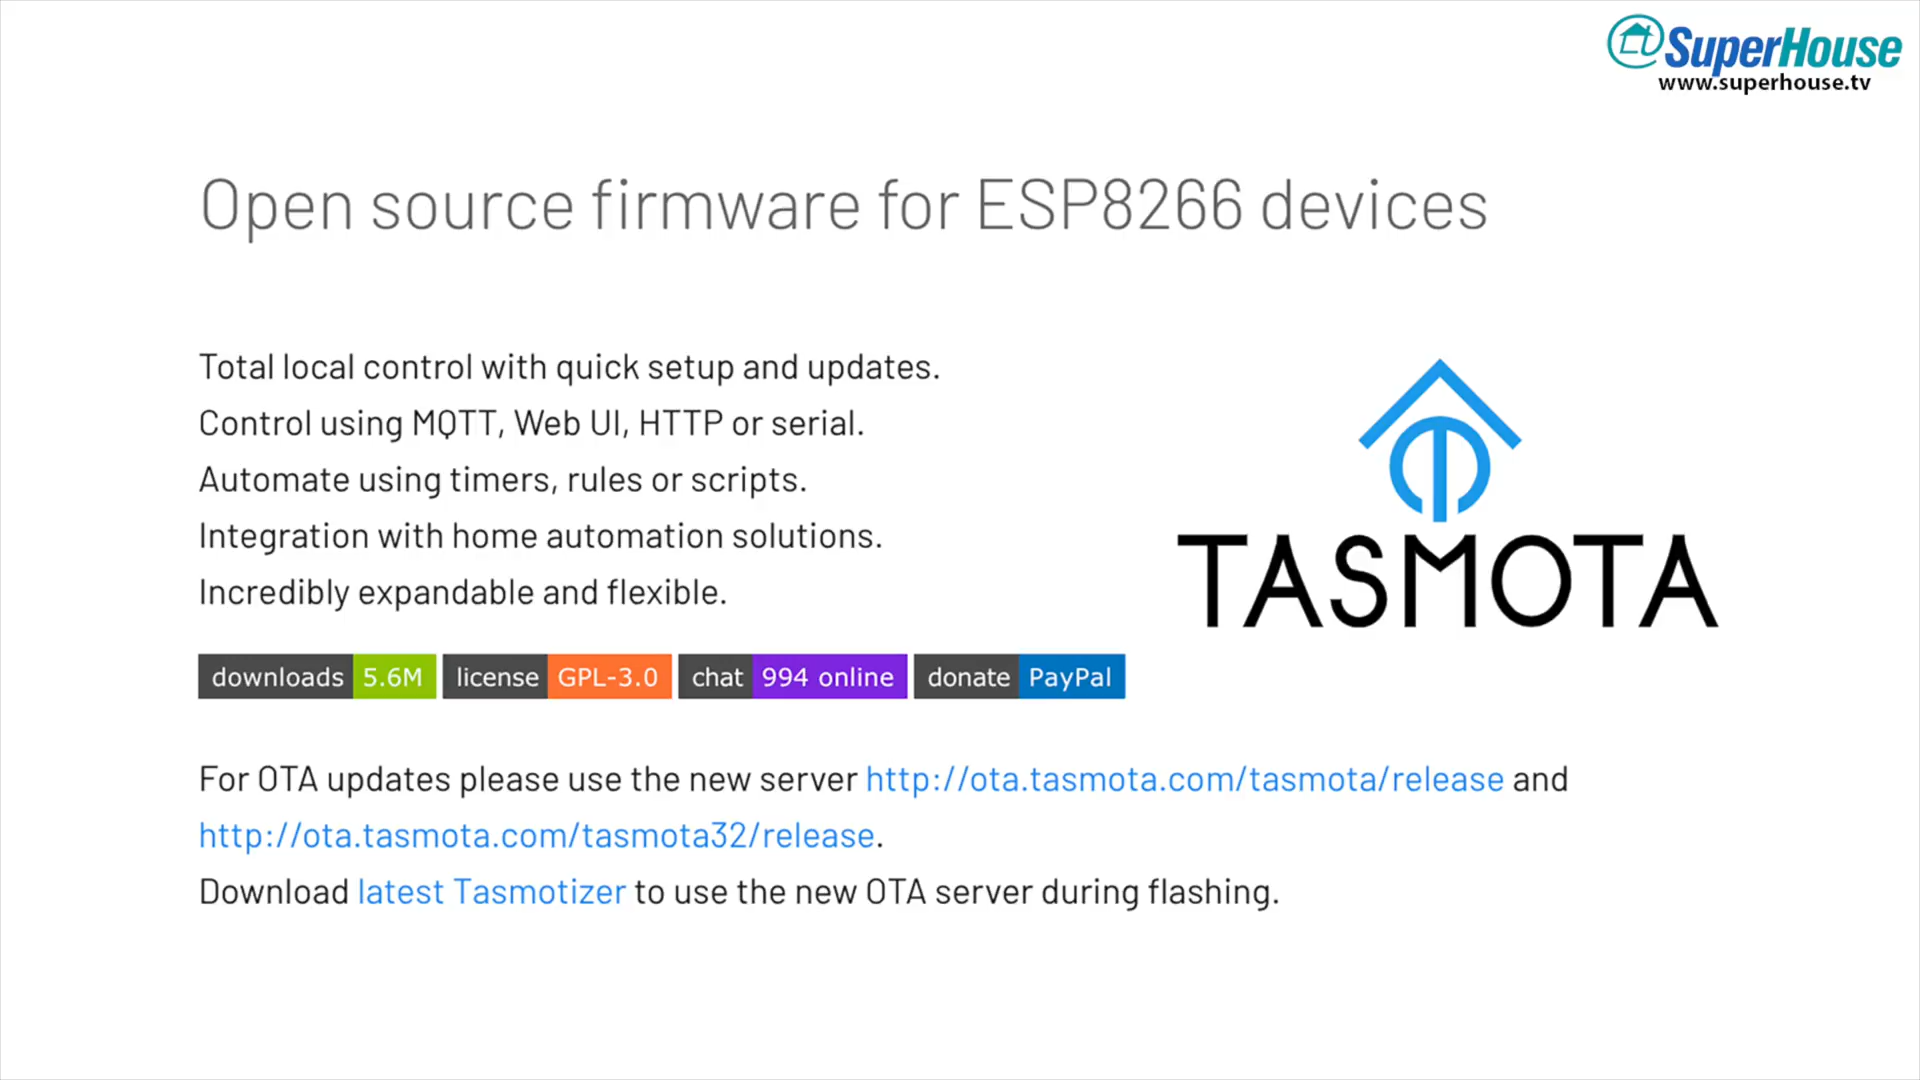 SuperHouse
www.superhouse.tv
Open source firmware for ESP8266 devices
Total local control with quick setup and updates.
Control using MQTT, Web UI, HTTP or serial.
Automate using timers, rules or scripts.
Integration with home automation solutions.
Incredibly expandable and flexible.
TASMOTA
downloads 5.6M license GPL-3.0 chat 994 online donate PayPal
For OTA updates please use the new server http://ota.tasmota.com/tasmota/release and
http://ota.tasmota.com/tasmota32/release.
Download latest Tasmotizer to use the new OTA server during flashing.